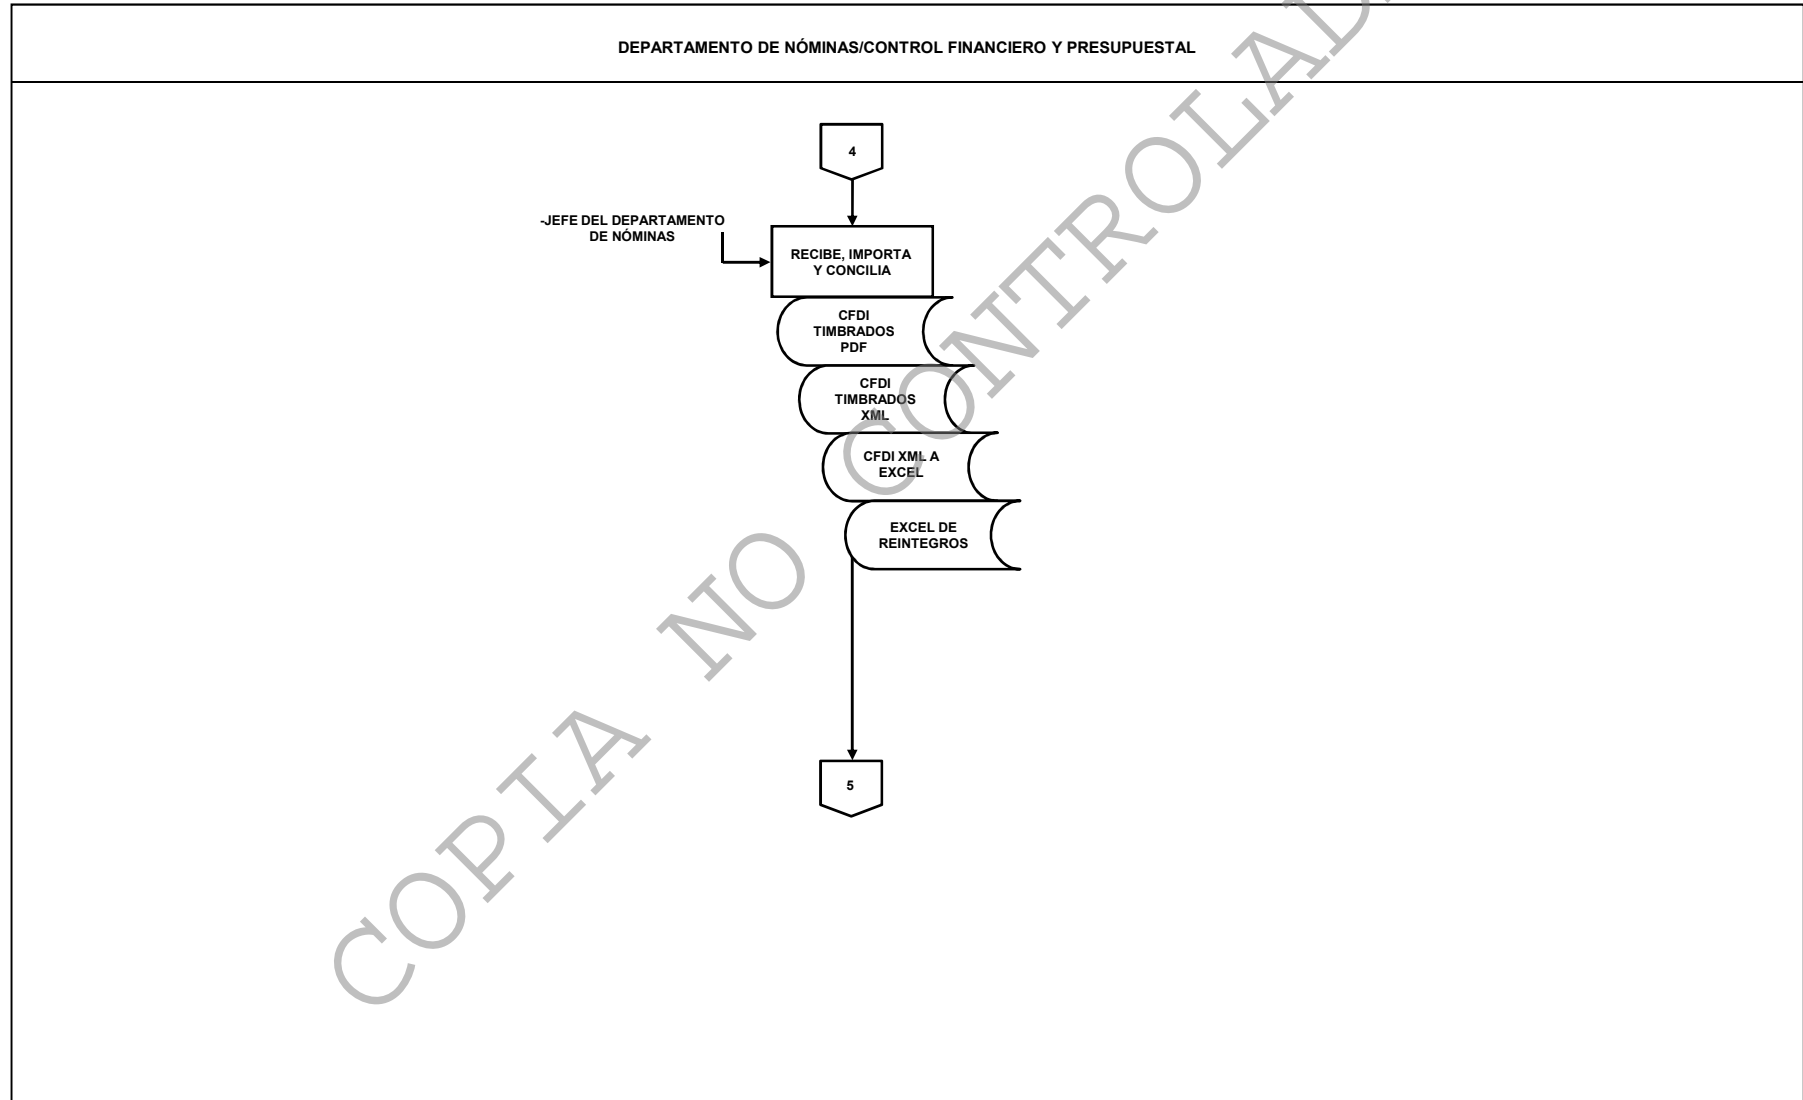 DEPARTAMENTO DE NÓMINAS/CONTROL FINANCIERO Y PRESUPUESTAL
4
-JEFE DEL DEPARTAMENTO
DE NÓMINAS
RECIBE, IMPORTA
Y CONCILIA
CFDI
TIMBRADOS
PDF
CFDI
TIMBRADOS
XML
CFDI XML A
EXCEL
EXCEL DE
REINTEGROS
5
COPIA NO CONTROLAD